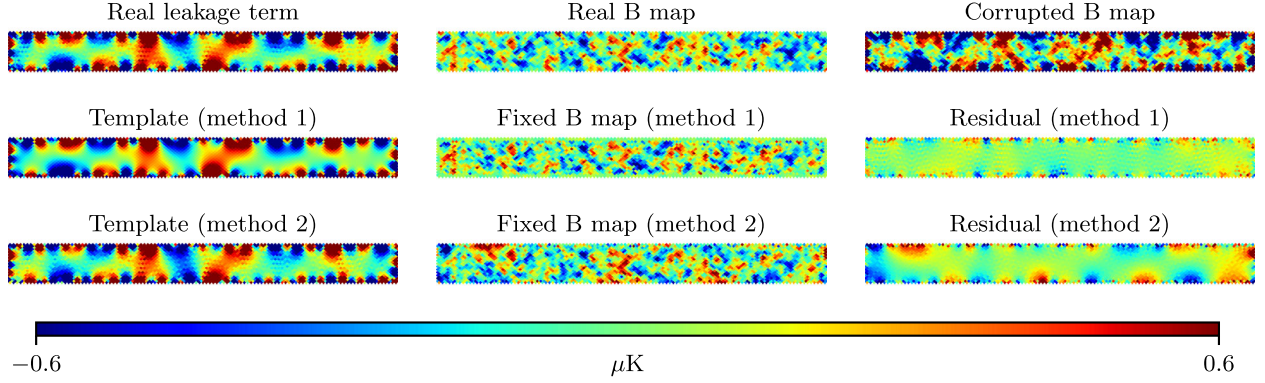 Real leakage term
Real B map
Corrupted B map
Template (method 1)
Fixed B map (method 1)
Residual (method 1)
Template (method 2)
Fixed B map (method 2)
Residual (method 2)
−0.6
μK
0.6